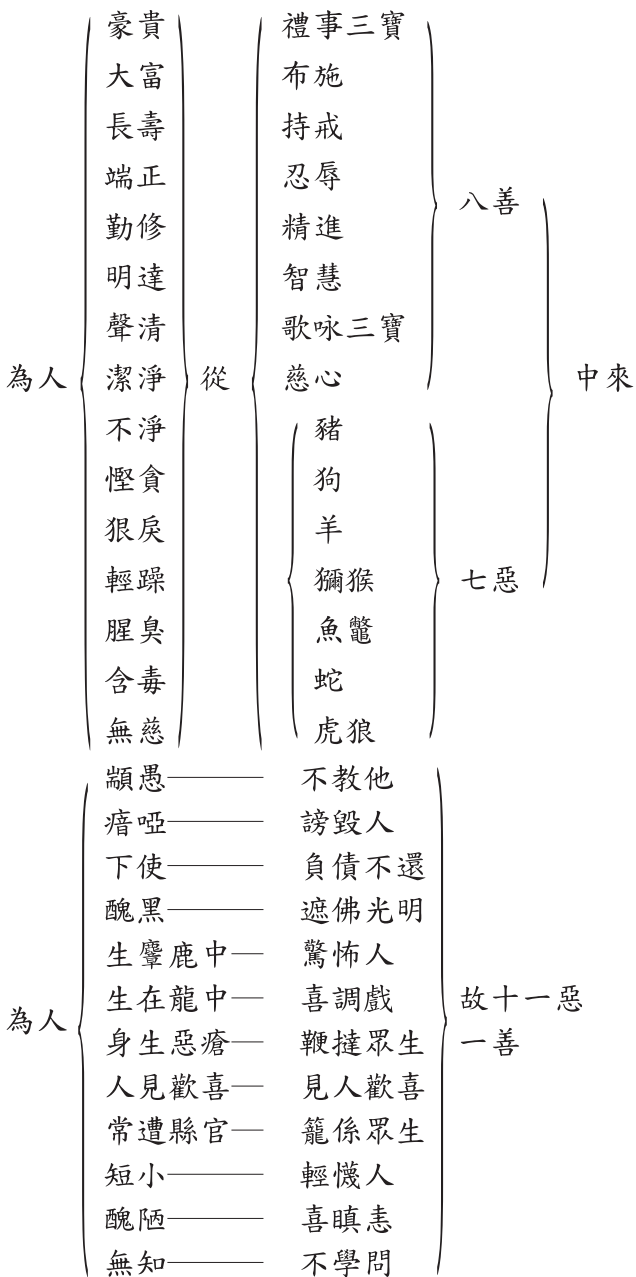 豪貴 禮事三寶
大富 布施
長壽 持戒
端正 忍辱
八善
勤修 精進
明達 智慧
聲清 歌咏三寶
為人 潔淨 從 慈心 中來
不淨 豬
慳貪 狗
狠戾 羊
輕躁 獼猴 七惡
腥臭 魚鼈
含毒 蛇
無慈 虎狼
顓愚 不教他
瘖啞 謗毀人
下使 負債不還
醜黑 遮佛光明
生麞鹿中 驚怖人
生在龍中 喜調戲 故十一惡
為人
身生惡瘡 鞭撻眾生 一善
人見歡喜 見人歡喜
常遭縣官 籠係眾生
短小 輕懱人
醜陋 喜瞋恚
無知 不學問